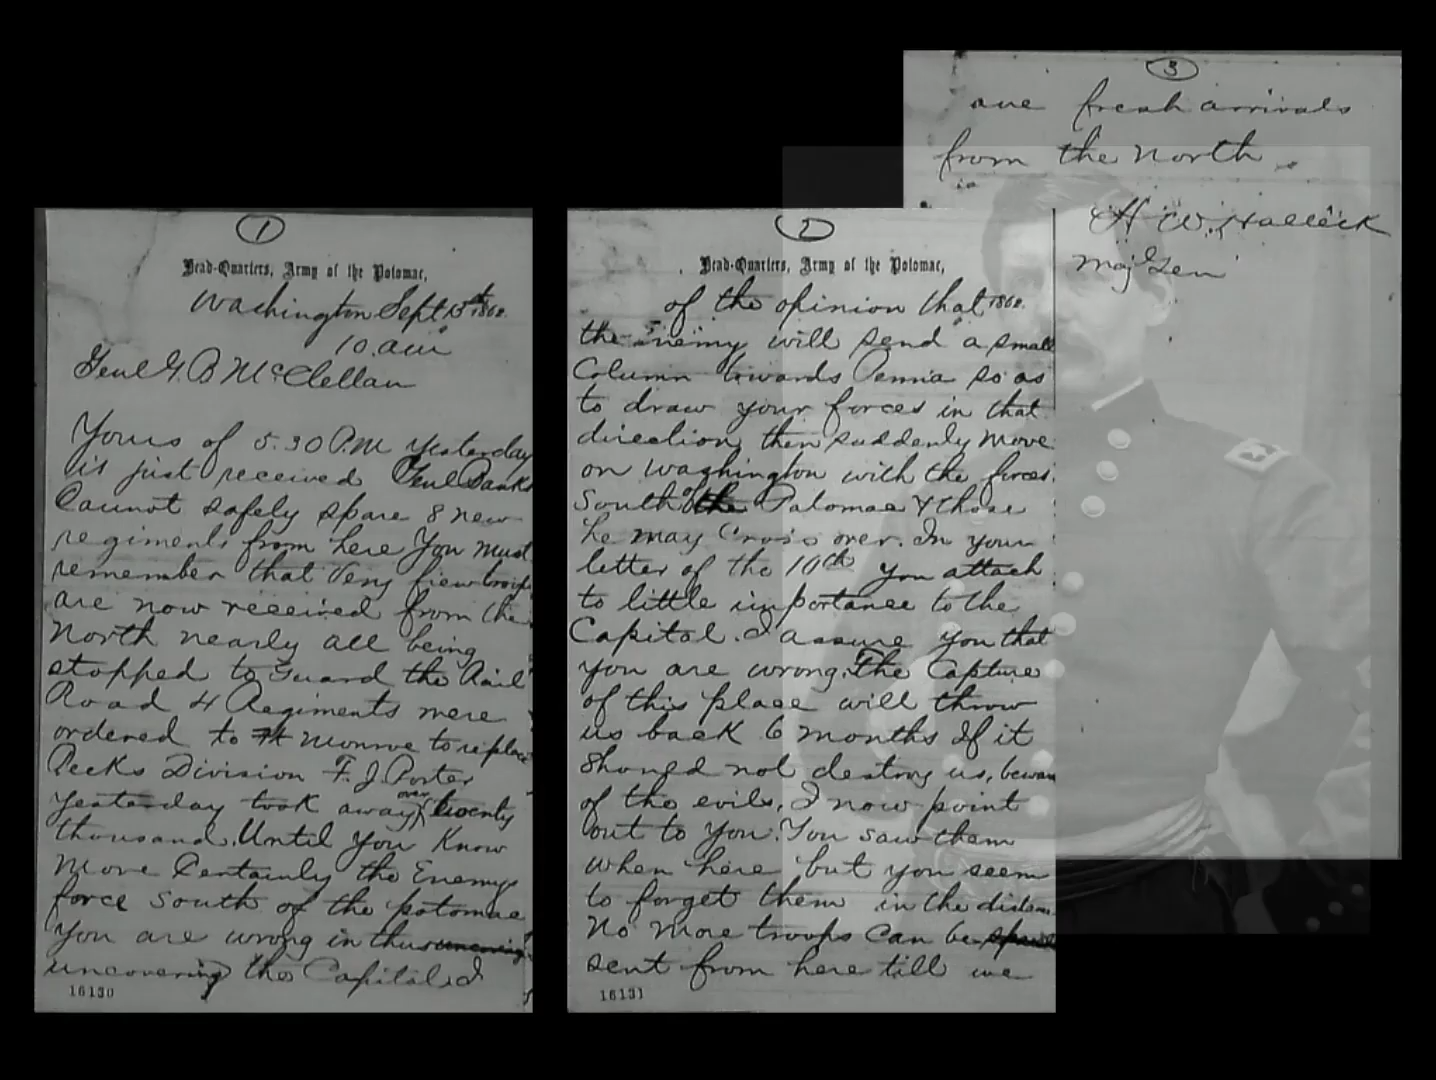 1
Head-Quarters, Army of the Potomac,
Washington Sept 13th 1862.
10. am
Genl G. B McClellan
Yours of 5.30 P.M yesterday
is just received Genl Banks
Cannot safely spare 8 new
regiments from here You must
remember that Very few troops
are now received from the
North nearly all being
stopped to Guard the Rail
Road 4 Regiments were
ordered to Ft Monroe to replace
Pecks Division F. J. Porter
yesterday took away over twenty
thousand. Until you Know
More Certainly the Enemys
force South of the potomac
you are wrong in thus uncovering
uncovering the Capitol. I
16130
2
Head-Quarters, Army of the Potomac,
of the opinion that 1862.
the enemy will send a small
Column towards Penna so as
to draw your forces in that
direction, then suddenly move
on Washington with the forces
South of the Potomac & those
he may Cross over. In your
letter of the 10th you attach
to little importance to the
Capitol. I assure you that
you are wrong. The Capture
of this place will throw
us back 6 months If it
should not destroy us, beware
of the evils, I now point
out to you. You saw them
when here but you seem
to forget them in the distance
No More troops Can be
sent from here till we
16131
3
have fresh arrivals
from the North
H W. Halleck
Maj Gen